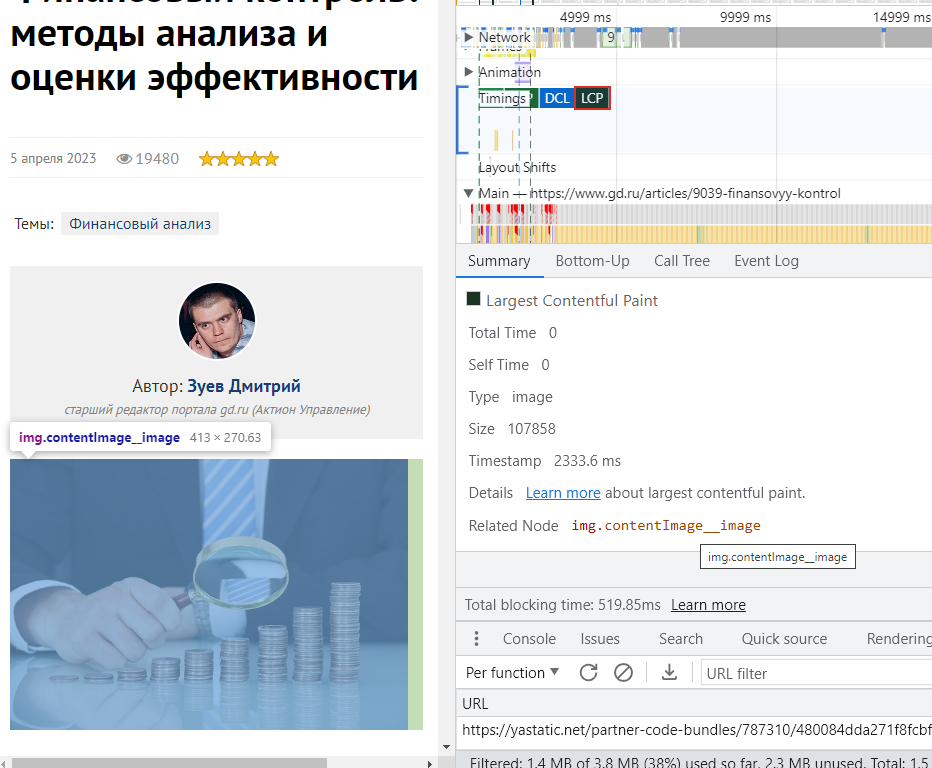 Финансовый контроль:
методы анализа и
оценки эффективности
5 апреля 2023 19480
Темы: Финансовый анализ
Автор: Зуев Дмитрий
старший редактор портала gd.ru (Актион Управление)
img.contentImage__image 413 × 270.63
4999 ms 9999 ms 14999 ms
Network 9
Frames
Animation
Timings P DCL LCP
Layout Shifts
Main — https://www.gd.ru/articles/9039-finansovyy-kontrol
Summary Bottom-Up Call Tree Event Log
Largest Contentful Paint
Total Time 0
Self Time 0
Type image
Size 107858
Timestamp 2333.6 ms
Details Learn more about largest contentful paint.
Related Node img.contentImage__image
img.contentImage__image
Total blocking time: 519.85ms Learn more
Console Issues Search Quick source Rendering
Per function URL filter
URL
https://yastatic.net/partner-code-bundles/787310/480084dda271f8fcbf
Filtered: 1.4 MB of 3.8 MB (38%) used so far, 2.3 MB unused. Total: 1.5